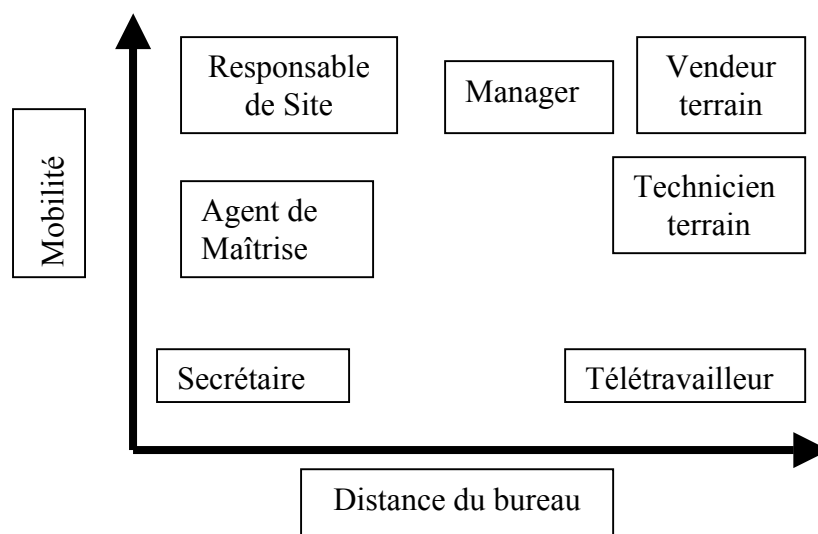 Responsable
de Site
Manager
Vendeur
terrain
Mobilité
Agent de
Maîtrise
Technicien
terrain
Secrétaire
Télétravailleur
Distance du bureau